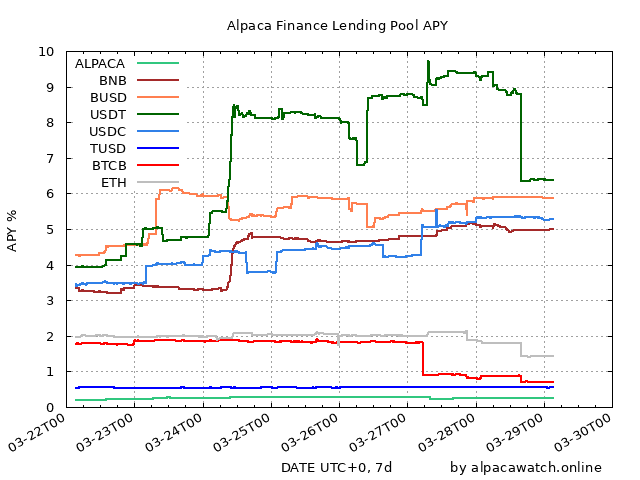 Alpaca Finance Lending Pool APY
10
9
8
7
6
5
4
3
2
1
0
APY %
ALPACA
BNB
BUSD
USDT
USDC
TUSD
BTCB
ETH
03-22T00
03-23T00
03-24T00
03-25T00
03-26T00
03-27T00
03-28T00
03-29T00
03-30T00
DATE UTC+0, 7d
by alpacawatch.online